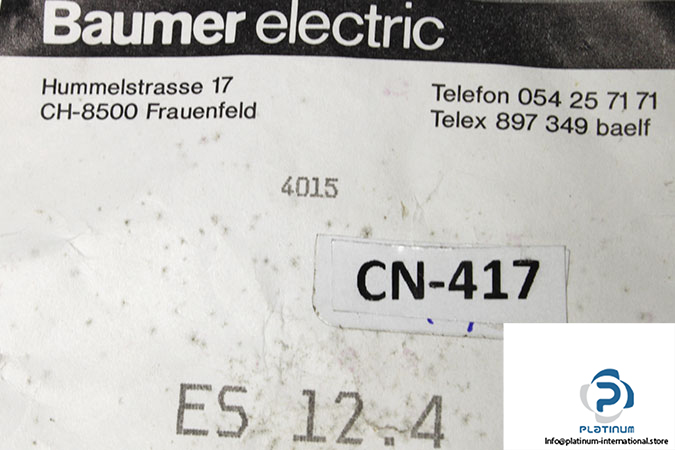 Baumer electric
Hummelstrasse 17
CH-8500 Frauenfeld
Telefon 054 25 71 71
Telex 897 349 baelf
4015
CN-417
ES 12.4
PLATINUM
Info@platinum-international.store